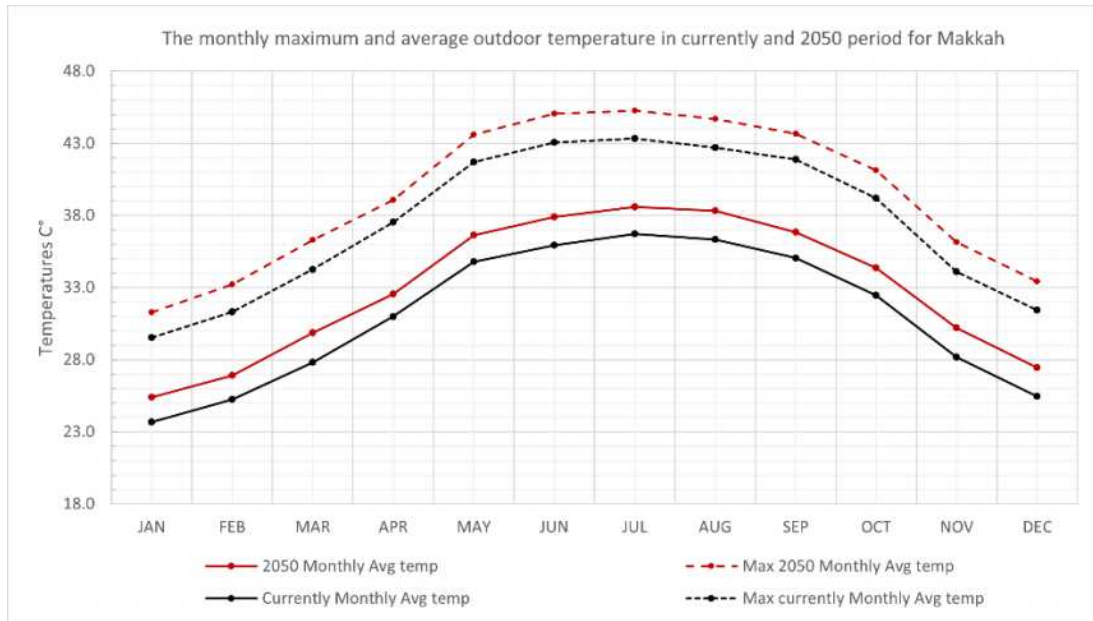 The monthly maximum and average outdoor temperature in currently and 2050 period for Makkah
48.0
43.0
38.0
33.0
28.0
23.0
18.0
Temperatures C°
JAN FEB MAR APR MAY JUN JUL AUG SEP OCT NOV DEC
2050 Monthly Avg temp Max 2050 Monthly Avg temp
Currently Monthly Avg temp Max currently Monthly Avg temp